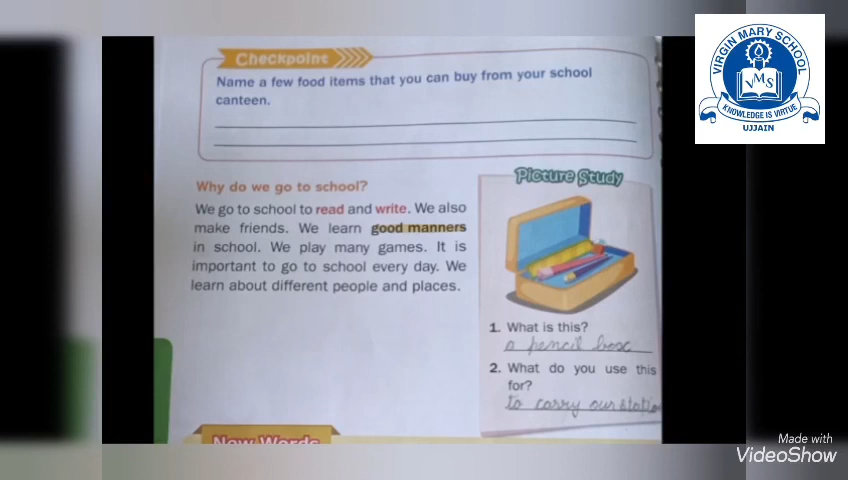 Checkpoint
Name a few food items that you can buy from your school
canteen.
Why do we go to school?
We go to school to read and write. We also
make friends. We learn good manners
in school. We play many games. It is
important to go to school every day. We
learn about different people and places.
Picture Study
1. What is this?
a pencil box
2. What do you use this
for?
to carry our
New Words
VIRGIN MARY SCHOOL
VMS
KNOWLEDGE IS VIRTUE
UJJAIN
Made with
VideoShow